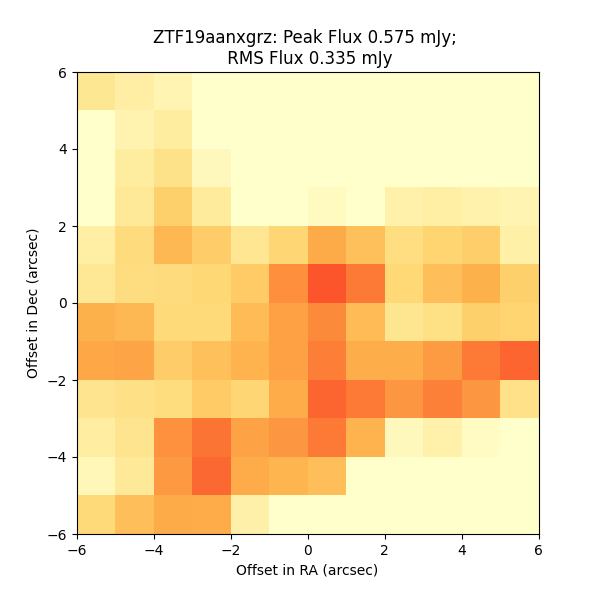 ZTF19aanxgrz: Peak Flux 0.575 mJy;
RMS Flux 0.335 mJy
6
4
2
0
−2
−4
−6
Offset in Dec (arcsec)
−6 −4 −2 0 2 4 6
Offset in RA (arcsec)